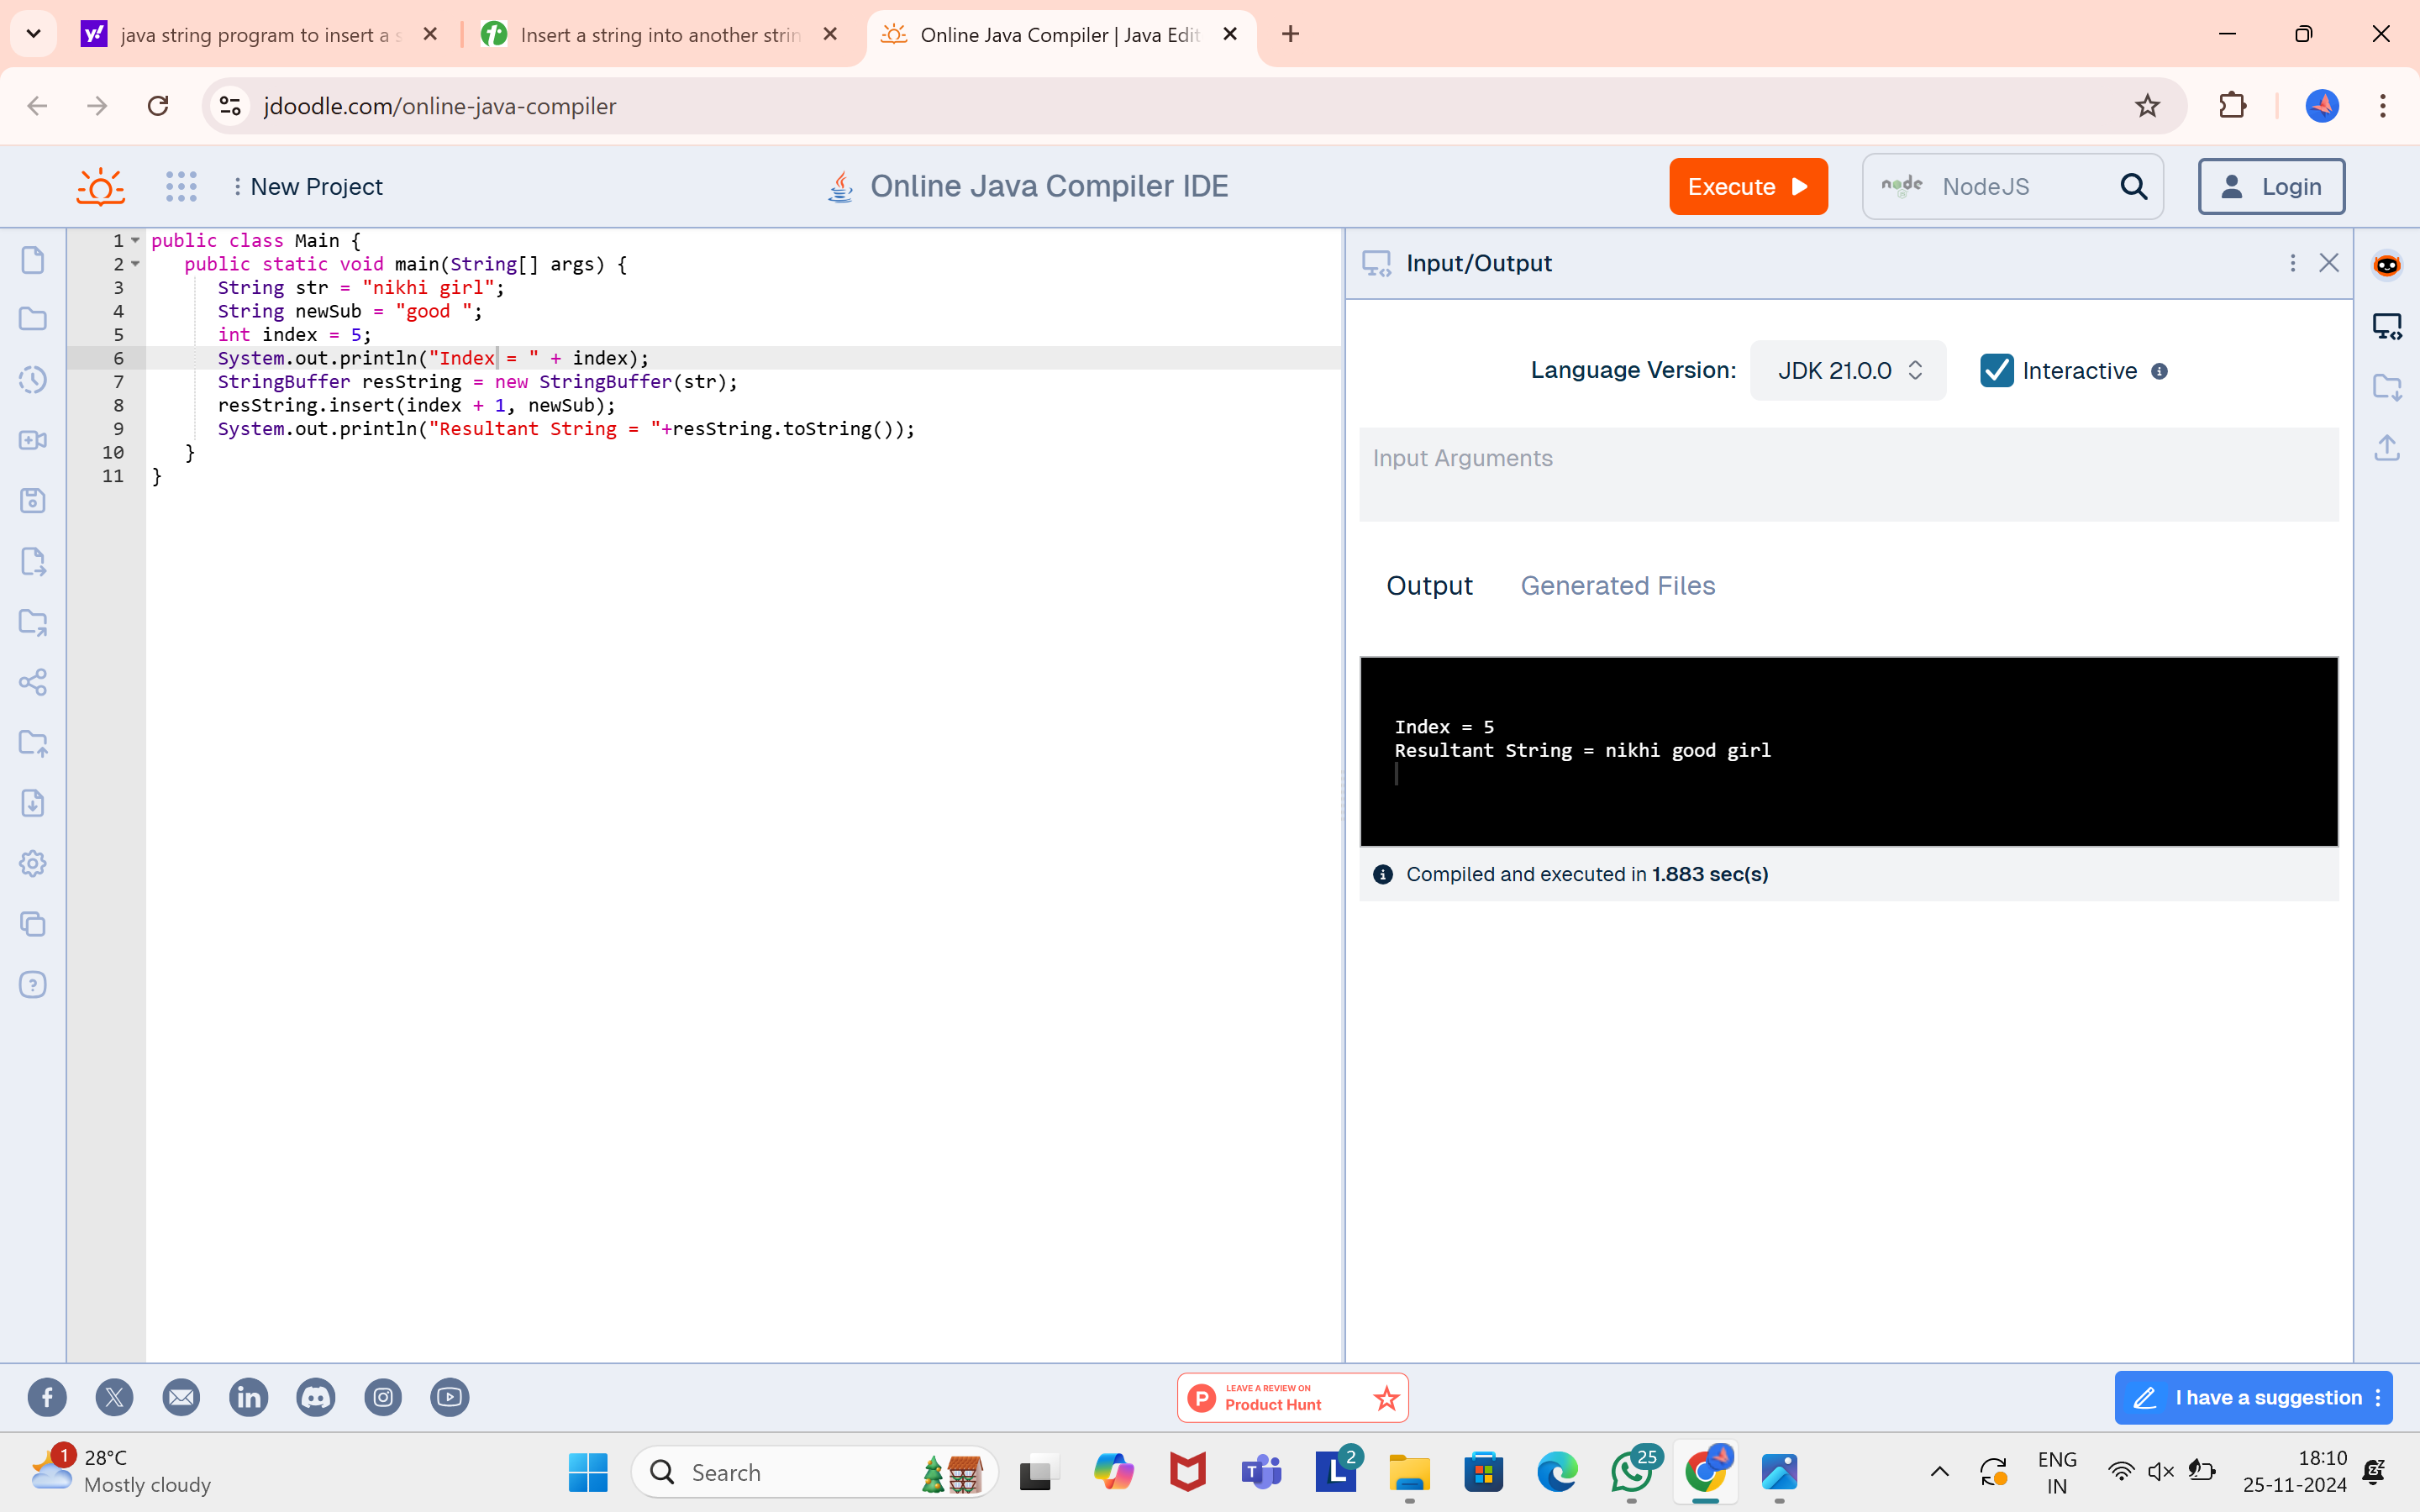 java string program to insert a s
Insert a string into another strin
Online Java Compiler | Java Edit
jdoodle.com/online-java-compiler
New Project
Online Java Compiler IDE
Execute
node
NodeJS
Login
1 public class Main {
2 public static void main(String[] args) {
3 String str = "nikhi girl";
4 String newSub = "good ";
5 int index = 5;
6 System.out.println("Index = " + index);
7 StringBuffer resString = new StringBuffer(str);
8 resString.insert(index + 1, newSub);
9 System.out.println("Resultant String = "+resString.toString());
10 }
11 }
Input/Output
Language Version:
JDK 21.0.0
Interactive
Input Arguments
Output
Generated Files
Index = 5
Resultant String = nikhi good girl
Compiled and executed in 1.883 sec(s)
LEAVE A REVIEW ON
Product Hunt
I have a suggestion
1
28°C
Mostly cloudy
Search
2
25
ENG
IN
18:10
25-11-2024